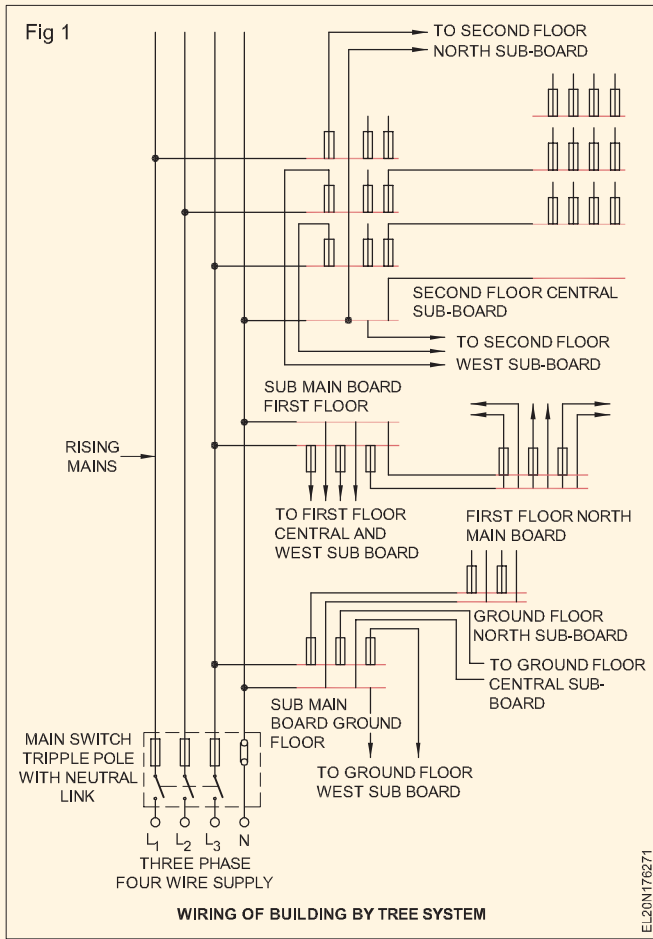 Fig 1
TO SECOND FLOOR
NORTH SUB-BOARD
SECOND FLOOR CENTRAL
SUB-BOARD
TO SECOND FLOOR
WEST SUB-BOARD
SUB MAIN BOARD
FIRST FLOOR
RISING
MAINS
TO FIRST FLOOR
CENTRAL AND
WEST SUB BOARD
FIRST FLOOR NORTH
MAIN BOARD
GROUND FLOOR
NORTH SUB-BOARD
TO GROUND FLOOR
CENTRAL SUB-
BOARD
SUB MAIN
BOARD GROUND
FLOOR
TO GROUND FLOOR
WEST SUB BOARD
MAIN SWITCH
TRIPPLE POLE
WITH NEUTRAL
LINK
L1 L2 L3 N
THREE PHASE
FOUR WIRE SUPPLY
WIRING OF BUILDING BY TREE SYSTEM
EL20N176271